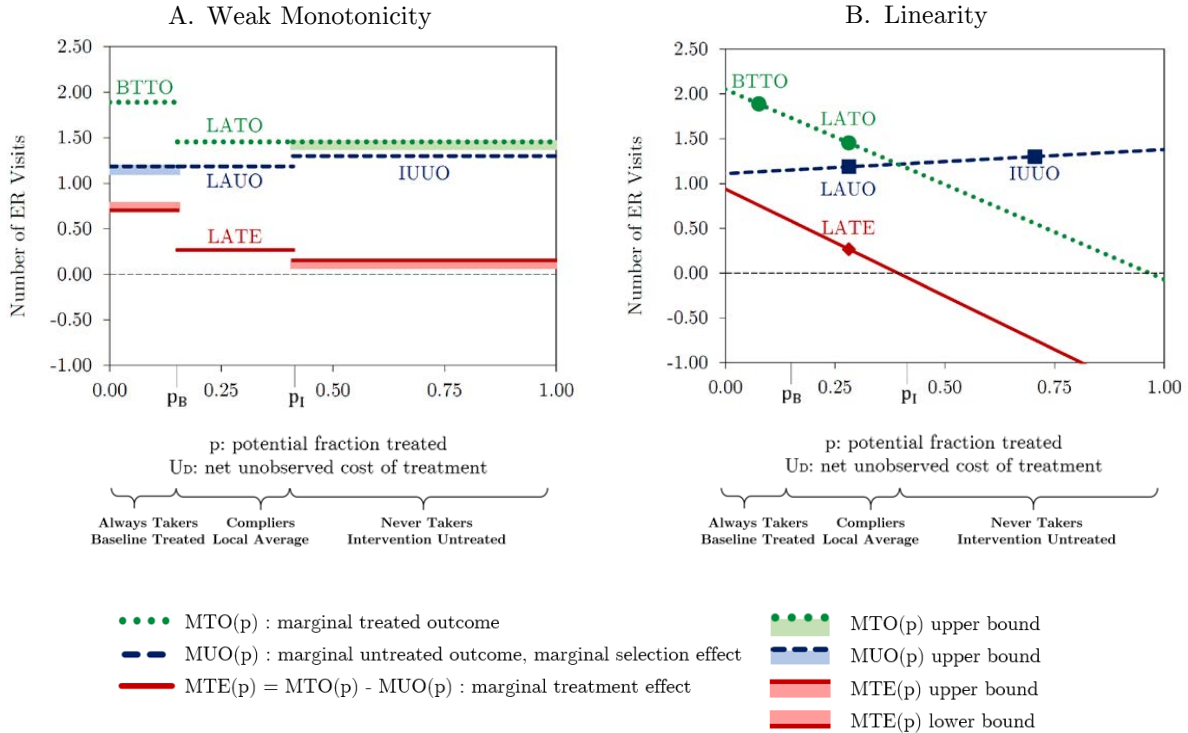 A. Weak Monotonicity
2.50
2.00
1.50
1.00
0.50
0.00
-0.50
-1.00
Number of ER Visits
BTTO
LATO
LAUO
IUUO
LATE
0.00
0.25
0.50
0.75
1.00
pB
pI
p: potential fraction treated
UD: net unobserved cost of treatment
Always Takers
Baseline Treated
Compliers
Local Average
Never Takers
Intervention Untreated
B. Linearity
2.50
2.00
1.50
1.00
0.50
0.00
-0.50
-1.00
Number of ER Visits
BTTO
LATO
LAUO
IUUO
LATE
0.00
0.25
0.50
0.75
1.00
pB
pI
p: potential fraction treated
UD: net unobserved cost of treatment
Always Takers
Baseline Treated
Compliers
Local Average
Never Takers
Intervention Untreated
MTO(p) : marginal treated outcome
MUO(p) : marginal untreated outcome, marginal selection effect
MTE(p) = MTO(p) - MUO(p) : marginal treatment effect
MTO(p) upper bound
MUO(p) upper bound
MTE(p) upper bound
MTE(p) lower bound